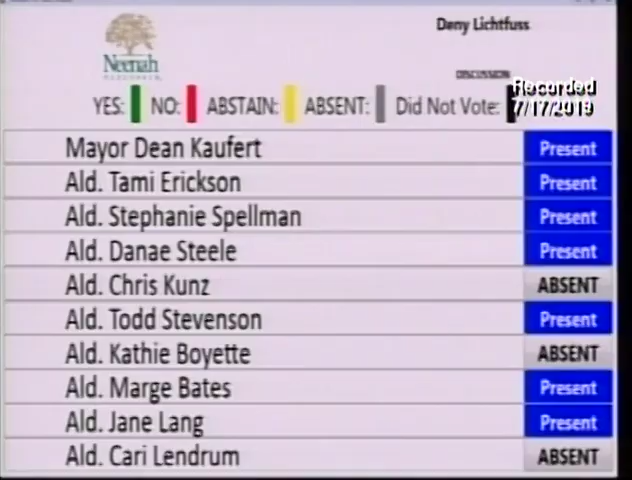 Deny Lichtfuss
Neenah
WISCONSIN
DISCUSSION
Recorded
YES: NO: ABSTAIN: ABSENT: Did Not Vote:
7/17/2019
Mayor Dean Kaufert Present
Ald. Tami Erickson Present
Ald. Stephanie Spellman Present
Ald. Danae Steele Present
Ald. Chris Kunz ABSENT
Ald. Todd Stevenson Present
Ald. Kathie Boyette ABSENT
Ald. Marge Bates Present
Ald. Jane Lang Present
Ald. Cari Lendrum ABSENT